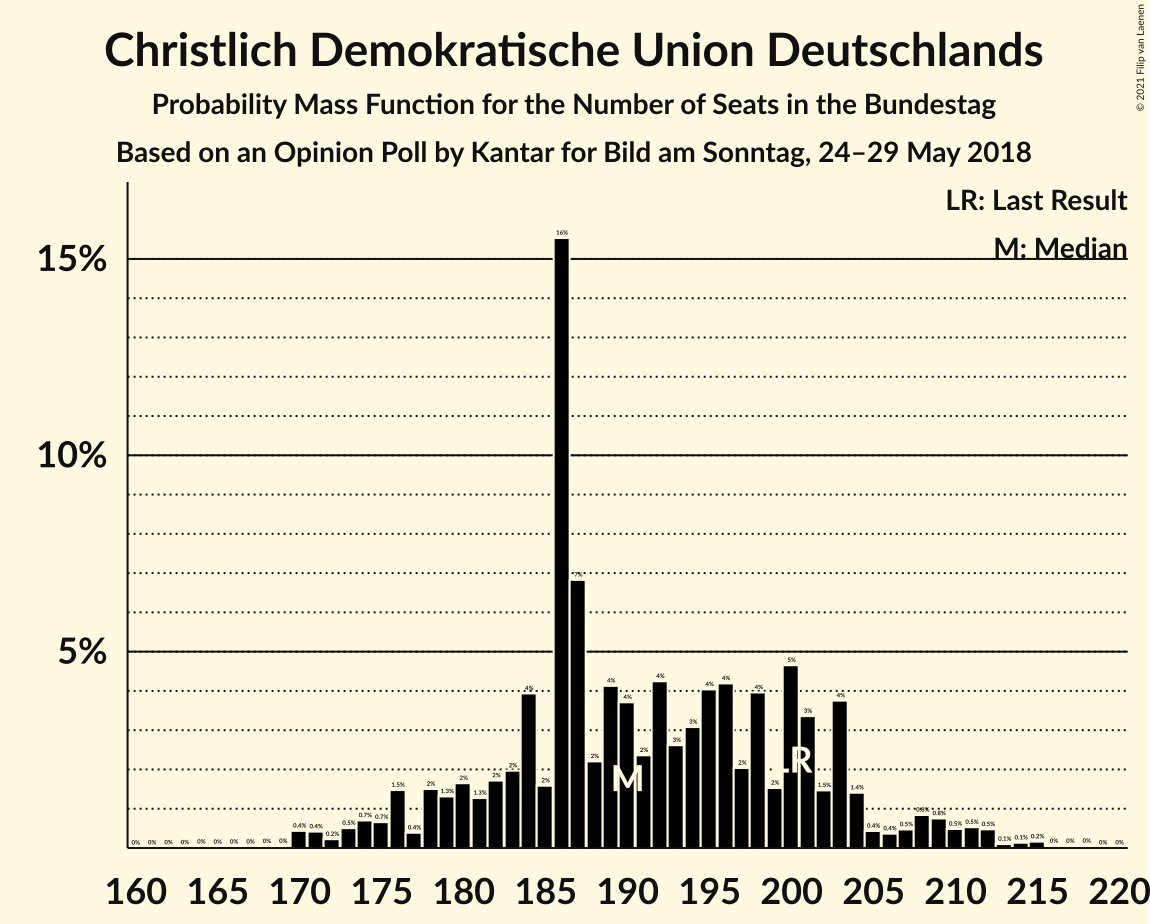 Christlich Demokratische Union Deutschlands
Probability Mass Function for the Number of Seats in the Bundestag
Based on an Opinion Poll by Kantar for Bild am Sonntag, 24–29 May 2018
© 2021 Filip van Laenen
LR: Last Result
M: Median
15%
10%
5%
0% 0% 0% 0% 0% 0% 0% 0% 0% 0% 0.4% 0.4% 0.2% 0.5% 0.7% 0.7% 1.5% 0.4% 2% 1.3% 2% 1.3% 2% 2% 4% 2% 16% 7% 2% 4% 4% 2% 4% 3% 3% 4% 4% 2% 4% 2% 5% 3% 1.5% 4% 1.4% 0.4% 0.4% 0.5% 0.8% 0.8% 0.5% 0.5% 0.5% 0.1% 0.1% 0.2% 0% 0% 0% 0% 0%
M
LR
160 165 170 175 180 185 190 195 200 205 210 215 220